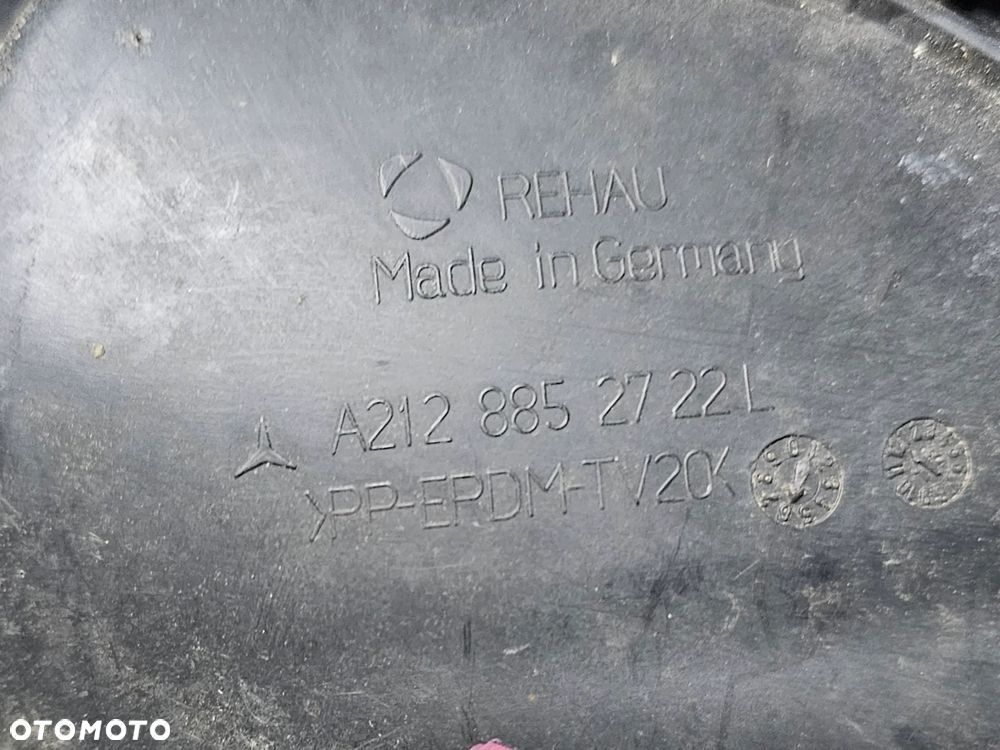 REHAU
Made in Germany
A212 885 27 22 L
>PP-EPDM-TV20<
OTOMOTO